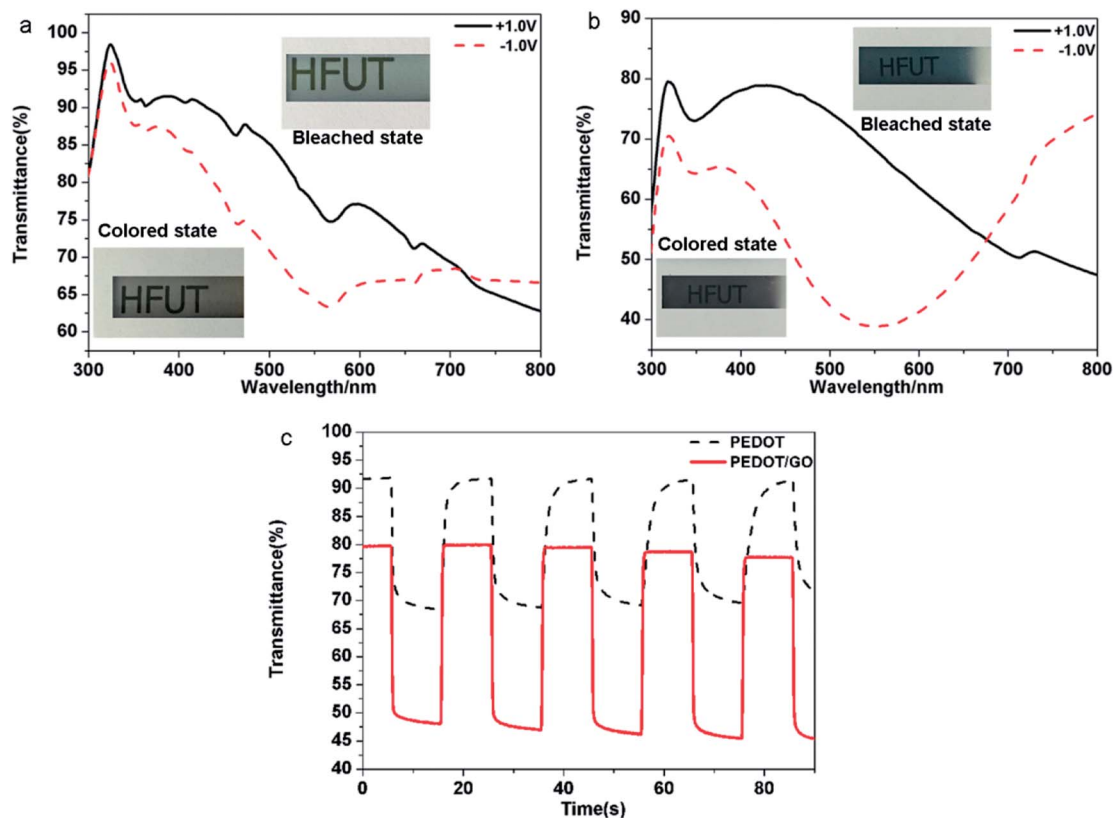 a
+1.0V
-1.0V
100
95
90
85
80
75
70
65
60
Transmittance(%)
HFUT
Bleached state
Colored state
HFUT
300 400 500 600 700 800
Wavelength/nm
b
+1.0V
-1.0V
90
80
70
60
50
40
Transmittance(%)
HFUT
Bleached state
Colored state
HFUT
300 400 500 600 700 800
Wavelength/nm
c
PEDOT
PEDOT/GO
100
95
90
85
80
75
70
65
60
55
50
45
40
Transmittance(%)
0 20 40 60 80
Time(s)